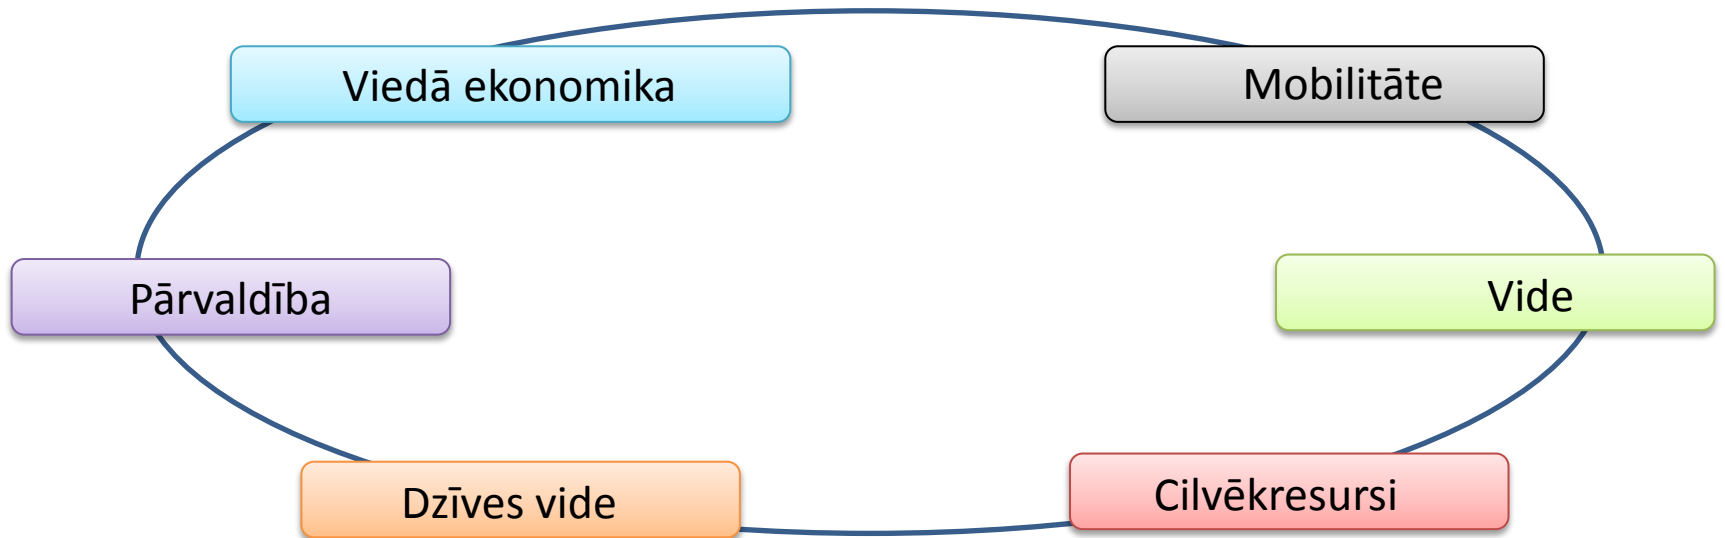 Viedā ekonomika
Mobilitāte
Pārvaldība
Vide
Dzīves vide
Cilvēkresursi